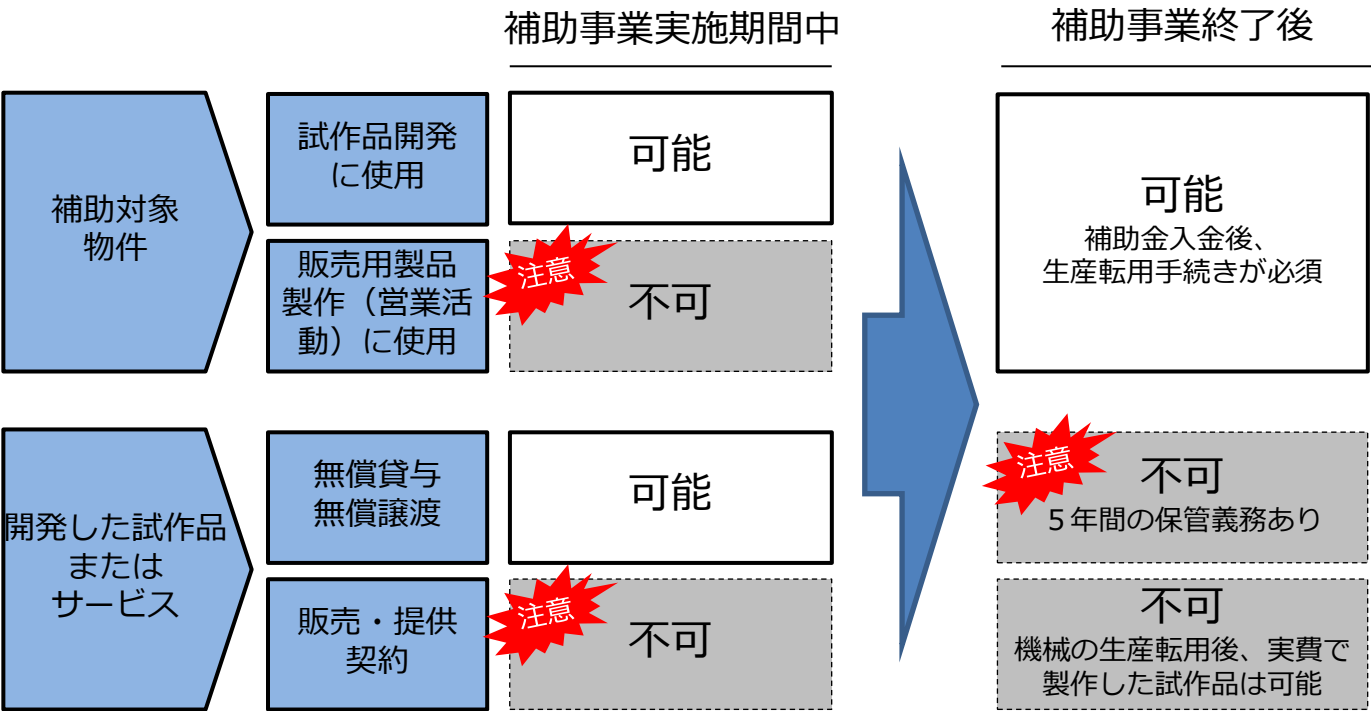 補助事業実施期間中
補助事業終了後
補助対象
物件
試作品開発
に使用
可能
販売用製品
製作（営業活
動）に使用
注意
不可
可能
補助金入金後、
生産転用手続きが必須
開発した試作品
または
サービス
無償貸与
無償譲渡
可能
注意
不可
５年間の保管義務あり
販売・提供
契約
注意
不可
不可
機械の生産転用後、実費で
製作した試作品は可能